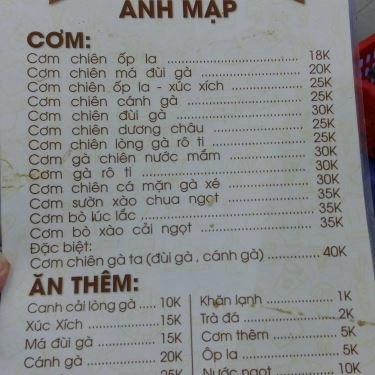 ANH MẬP
CƠM:
Cơm chiên ốp la ........ 18K
Cơm chiên má đùi gà ........ 20K
Cơm chiên ốp la - xúc xích ........ 25K
Cơm chiên cánh gà ........ 25K
Cơm chiên đùi gà ........ 30K
Cơm chiên dương châu ........ 25K
Cơm chiên lòng gà rô ti ........ 25K
Cơm gà chiên nước mắm ........ 30K
Cơm gà rô ti ........ 30K
Cơm chiên cá mặn gà xé ........ 30K
Cơm sườn xào chua ngọt ........ 35K
Cơm bò lúc lắc ........ 35K
Cơm bò xào cải ngọt ........ 35K
Đặc biệt:
Cơm chiên gà ta (đùi gà , cánh gà) ........ 40K
ĂN THÊM:
Canh cải lòng gà .... 10K
Xúc Xích ........ 15K
Má đùi gà ........ 15K
Cánh gà ........ 20K
25K
Khăn lạnh ........ 1K
Trà đá ........ 2K
Cơm thêm ........ 5K
Ốp la ........ 5K
Nước ngọt ........ 10K